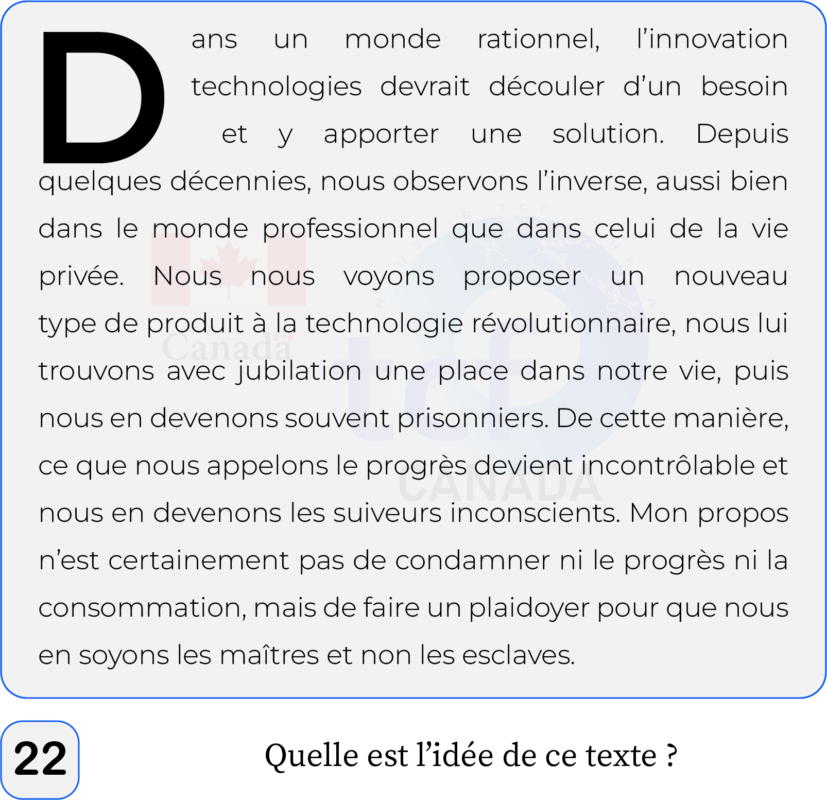 Dans un monde rationnel, l’innovation
technologies devrait découler d’un besoin
et y apporter une solution. Depuis
quelques décennies, nous observons l’inverse, aussi bien
dans le monde professionnel que dans celui de la vie
privée. Nous nous voyons proposer un nouveau
type de produit à la technologie révolutionnaire, nous lui
trouvons avec jubilation une place dans notre vie, puis
nous en devenons souvent prisonniers. De cette manière,
ce que nous appelons le progrès devient incontrôlable et
nous en devenons les suiveurs inconscients. Mon propos
n’est certainement pas de condamner ni le progrès ni la
consommation, mais de faire un plaidoyer pour que nous
en soyons les maîtres et non les esclaves.
Canada
tcf
CANADA
22 Quelle est l’idée de ce texte ?